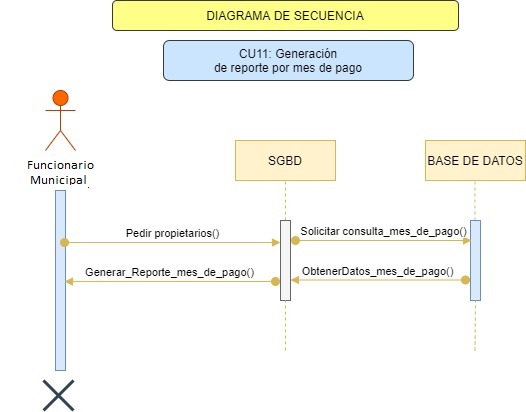 DIAGRAMA DE SECUENCIA
CU11: Generación
de reporte por mes de pago
Funcionario
Municipal
SGBD
BASE DE DATOS
Pedir propietarios()
Solicitar consulta_mes_de_pago()
Generar_Reporte_mes_de_pago()
ObtenerDatos_mes_de_pago()